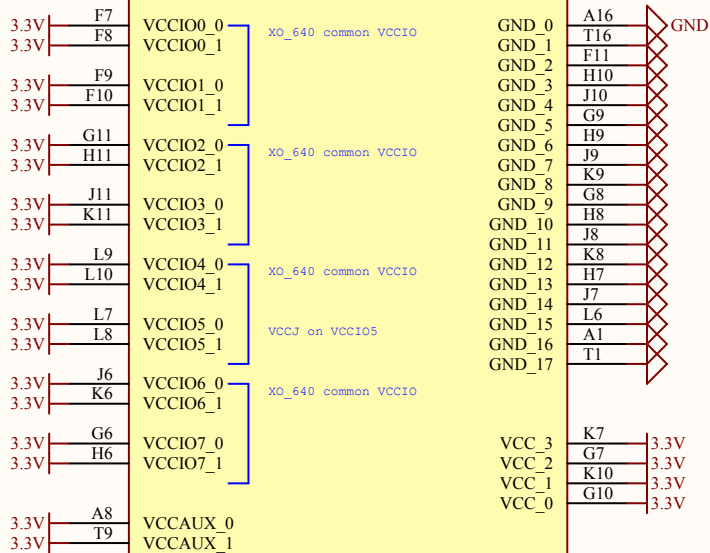 3.3V F7 VCCIO0_0 XO_640 common VCCIO GND_0 A16 GND
3.3V F8 VCCIO0_1 GND_1 T16
GND_2 F11
3.3V F9 VCCIO1_0 GND_3 H10
3.3V F10 VCCIO1_1 GND_4 J10
GND_5 G9
3.3V G11 VCCIO2_0 XO_640 common VCCIO GND_6 H9
3.3V H11 VCCIO2_1 GND_7 J9
GND_8 K9
3.3V J11 VCCIO3_0 GND_9 G8
3.3V K11 VCCIO3_1 GND_10 H8
GND_11 J8
3.3V L9 VCCIO4_0 XO_640 common VCCIO GND_12 K8
3.3V L10 VCCIO4_1 GND_13 H7
GND_14 J7
3.3V L7 VCCIO5_0 VCCJ on VCCIO5 GND_15 L6
3.3V L8 VCCIO5_1 GND_16 A1
GND_17 T1
3.3V J6 VCCIO6_0 XO_640 common VCCIO
3.3V K6 VCCIO6_1
3.3V G6 VCCIO7_0 VCC_3 K7 3.3V
3.3V H6 VCCIO7_1 VCC_2 G7 3.3V
VCC_1 K10 3.3V
VCC_0 G10 3.3V
3.3V A8 VCCAUX_0
3.3V T9 VCCAUX_1